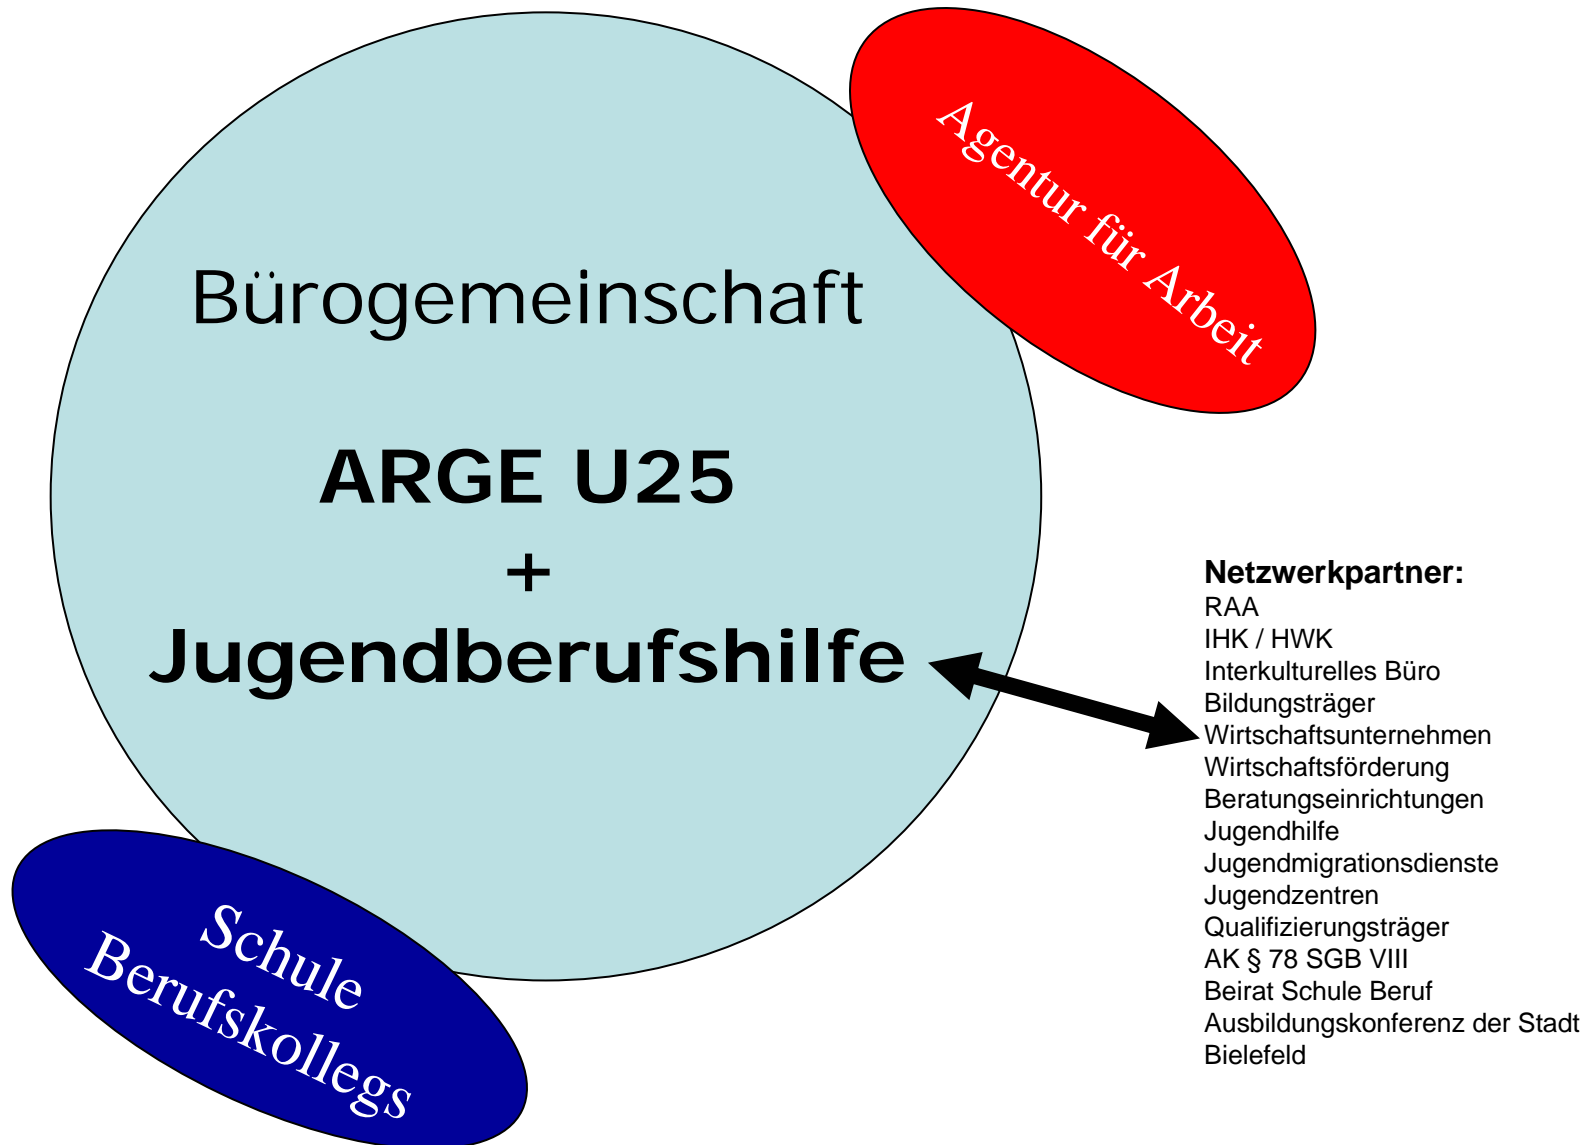 Agentur für Arbeit
Bürogemeinschaft
ARGE U25
+
Jugendberufshilfe
Schule
Berufskollegs
Netzwerkpartner:
RAA
IHK / HWK
Interkulturelles Büro
Bildungsträger
Wirtschaftsunternehmen
Wirtschaftsförderung
Beratungseinrichtungen
Jugendhilfe
Jugendmigrationsdienste
Jugendzentren
Qualifizierungsträger
AK § 78 SGB VIII
Beirat Schule Beruf
Ausbildungskonferenz der Stadt
Bielefeld